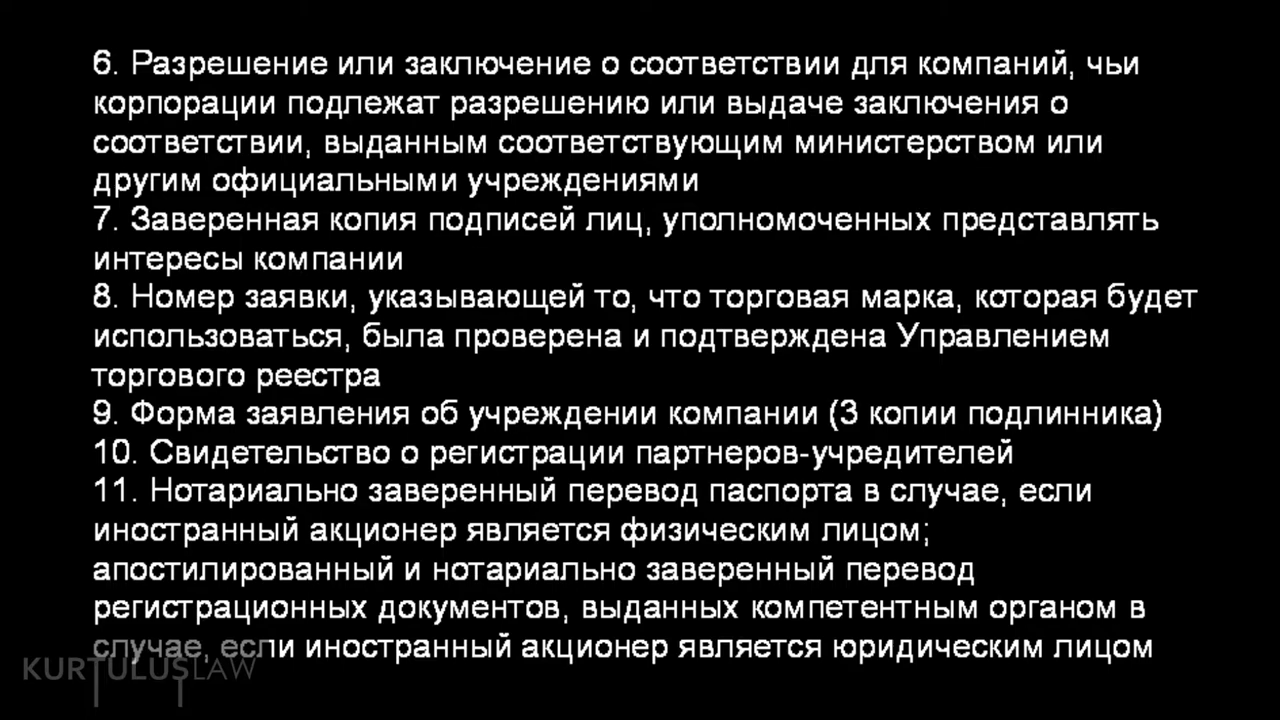 6. Разрешение или заключение о соответствии для компаний, чьи
корпорации подлежат разрешению или выдаче заключения о
соответствии, выданным соответствующим министерством или
другим официальными учреждениями
7. Заверенная копия подписей лиц, уполномоченных представлять
интересы компании
8. Номер заявки, указывающей то, что торговая марка, которая будет
использоваться, была проверена и подтверждена Управлением
торгового реестра
9. Форма заявления об учреждении компании (3 копии подлинника)
10. Свидетельство о регистрации партнеров-учредителей
11. Нотариально заверенный перевод паспорта в случае, если
иностранный акционер является физическим лицом;
апостилированный и нотариально заверенный перевод
регистрационных документов, выданных компетентным органом в
случае, если иностранный акционер является юридическим лицом
KURTULUSLAW